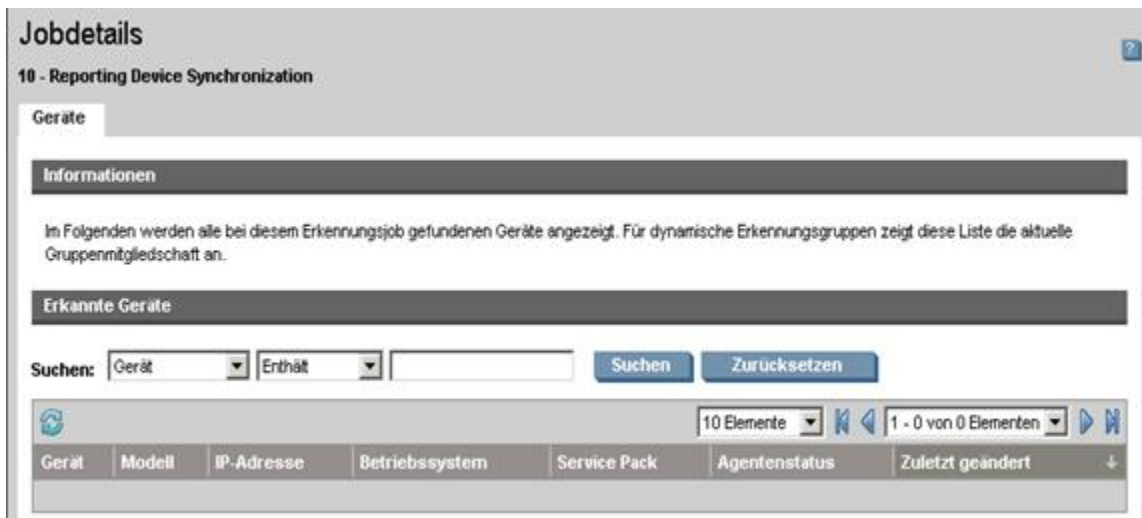 Jobdetails
?
10 - Reporting Device Synchronization
Geräte
Informationen
Im Folgenden werden alle bei diesem Erkennungsjob gefundenen Geräte angezeigt. Für dynamische Erkennungsgruppen zeigt diese Liste die aktuelle
Gruppenmitgliedschaft an.
Erkannte Geräte
Suchen: Gerät Enthält Suchen Zurücksetzen
10 Elemente 1 - 0 von 0 Elementen
Gerät Modell IP-Adresse Betriebssystem Service Pack Agentenstatus Zuletzt geändert